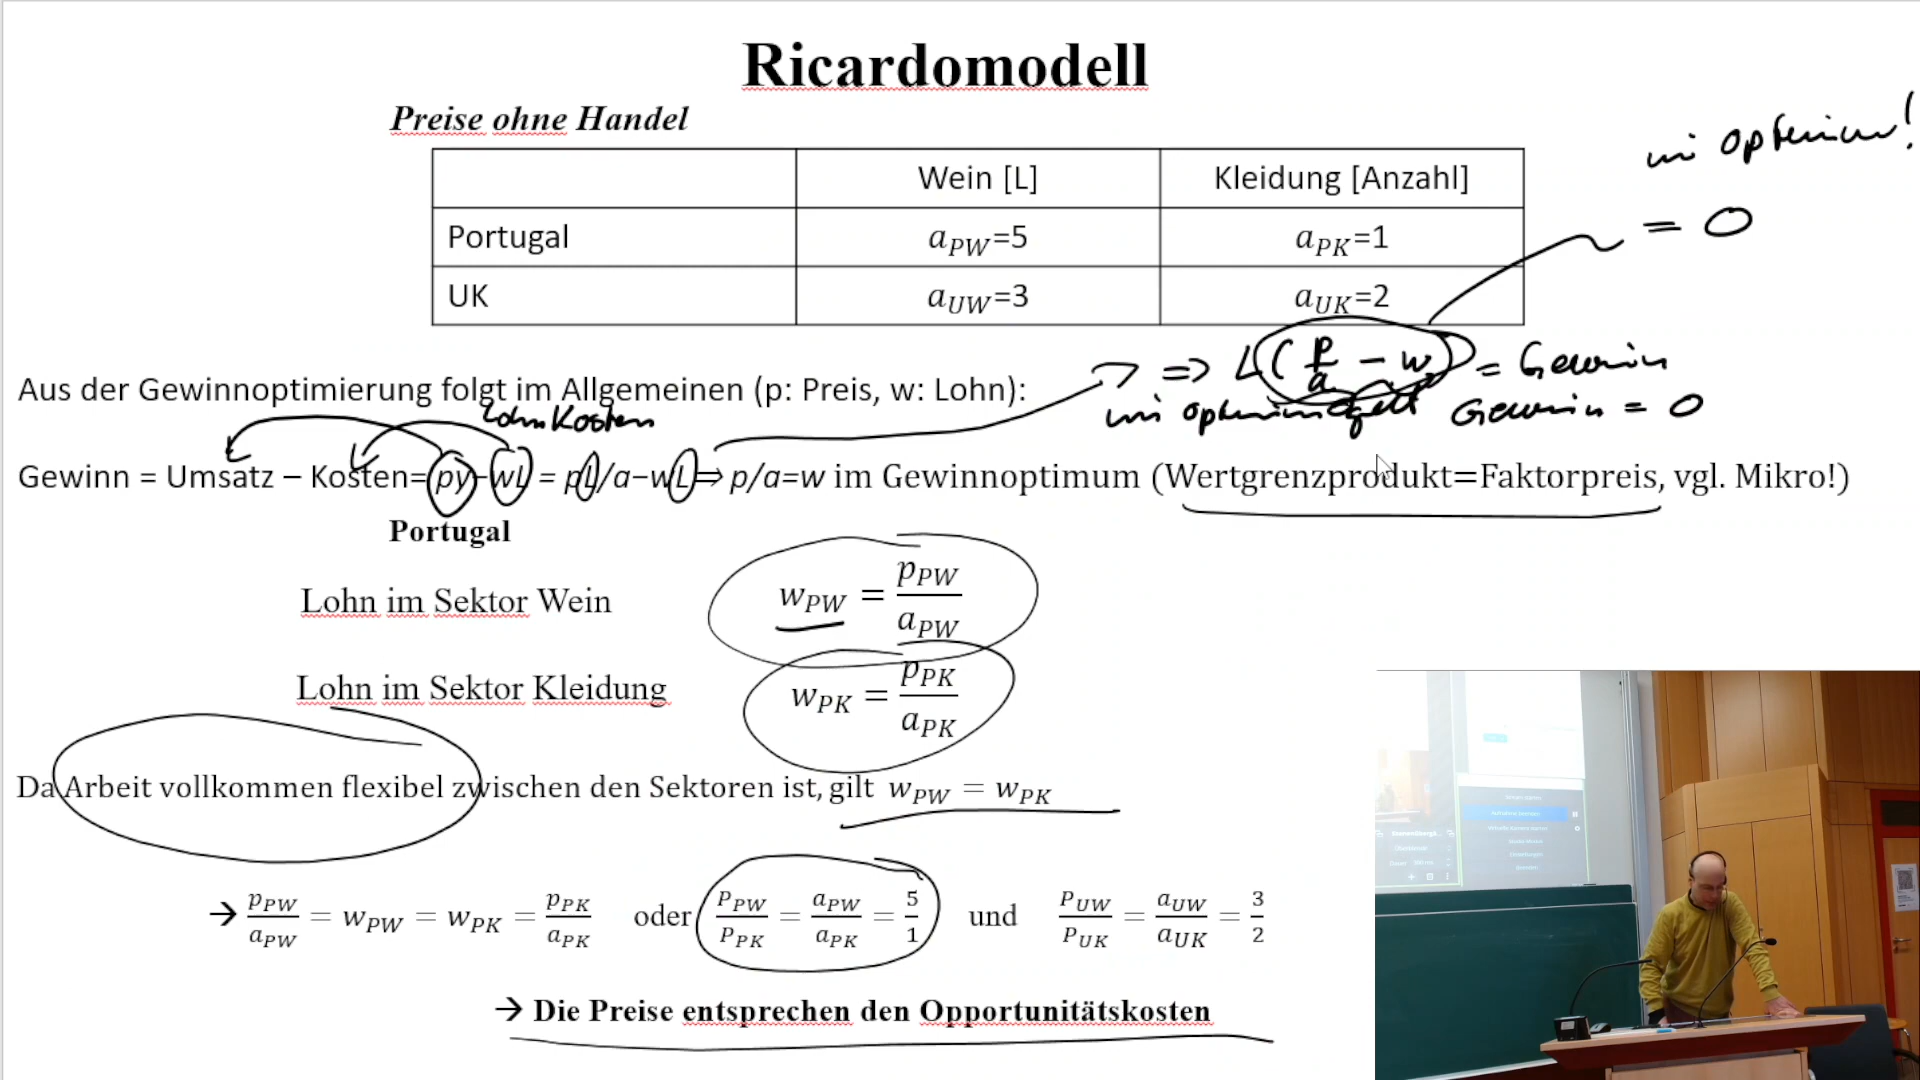 Ricardomodell
Preise ohne Handel
im Optimum!
Wein [L] Kleidung [Anzahl]
= 0
Portugal a_PW=5 a_PK=1
UK a_UW=3 a_UK=2
⇒ L(p/a − w) = Gewinn
Aus der Gewinnoptimierung folgt im Allgemeinen (p: Preis, w: Lohn):
im Optimum gilt Gewinn = 0
Lohnkosten
Gewinn = Umsatz – Kosten= py−wL = pL/a−wL ⇒ p/a=w im Gewinnoptimum (Wertgrenzprodukt=Faktorpreis, vgl. Mikro!)
Portugal
Lohn im Sektor Wein w_PW = p_PW/a_PW
Lohn im Sektor Kleidung w_PK = p_PK/a_PK
Da Arbeit vollkommen flexibel zwischen den Sektoren ist, gilt w_PW = w_PK
→ p_PW/a_PW = w_PW = w_PK = p_PK/a_PK oder P_PW/P_PK = a_PW/a_PK = 5/1 und P_UW/P_UK = a_UW/a_UK = 3/2
→ Die Preise entsprechen den Opportunitätskosten